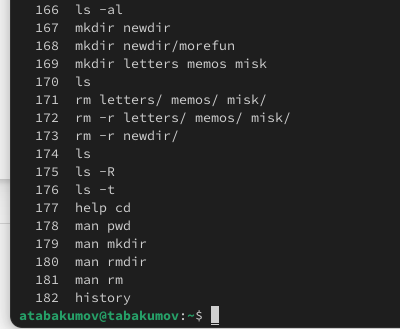 166 ls -al
167 mkdir newdir
168 mkdir newdir/morefun
169 mkdir letters memos misk
170 ls
171 rm letters/ memos/ misk/
172 rm -r letters/ memos/ misk/
173 rm -r newdir/
174 ls
175 ls -R
176 ls -t
177 help cd
178 man pwd
179 man mkdir
180 man rmdir
181 man rm
182 history
atabakumov@tabakumov:~$